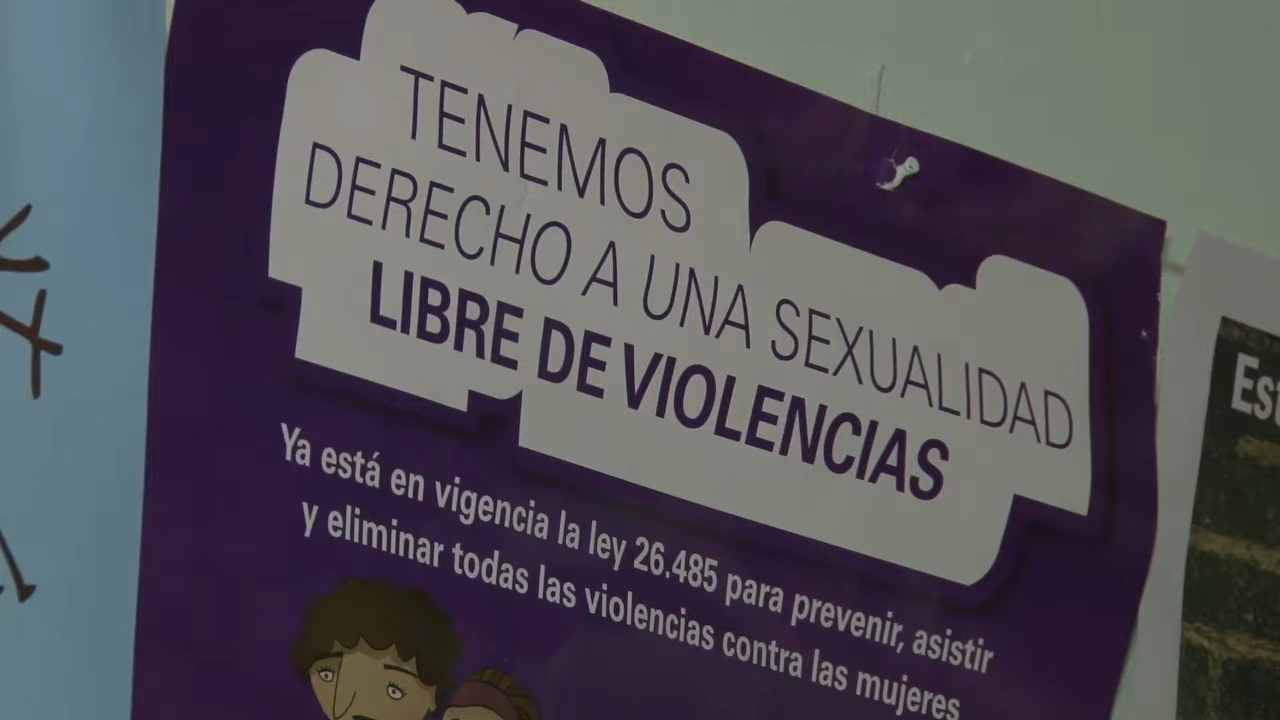 TENEMOS
DERECHO A UNA SEXUALIDAD
LIBRE DE VIOLENCIAS
Ya está en vigencia la ley 26.485 para prevenir, asistir
y eliminar todas las violencias contra las mujeres
Est